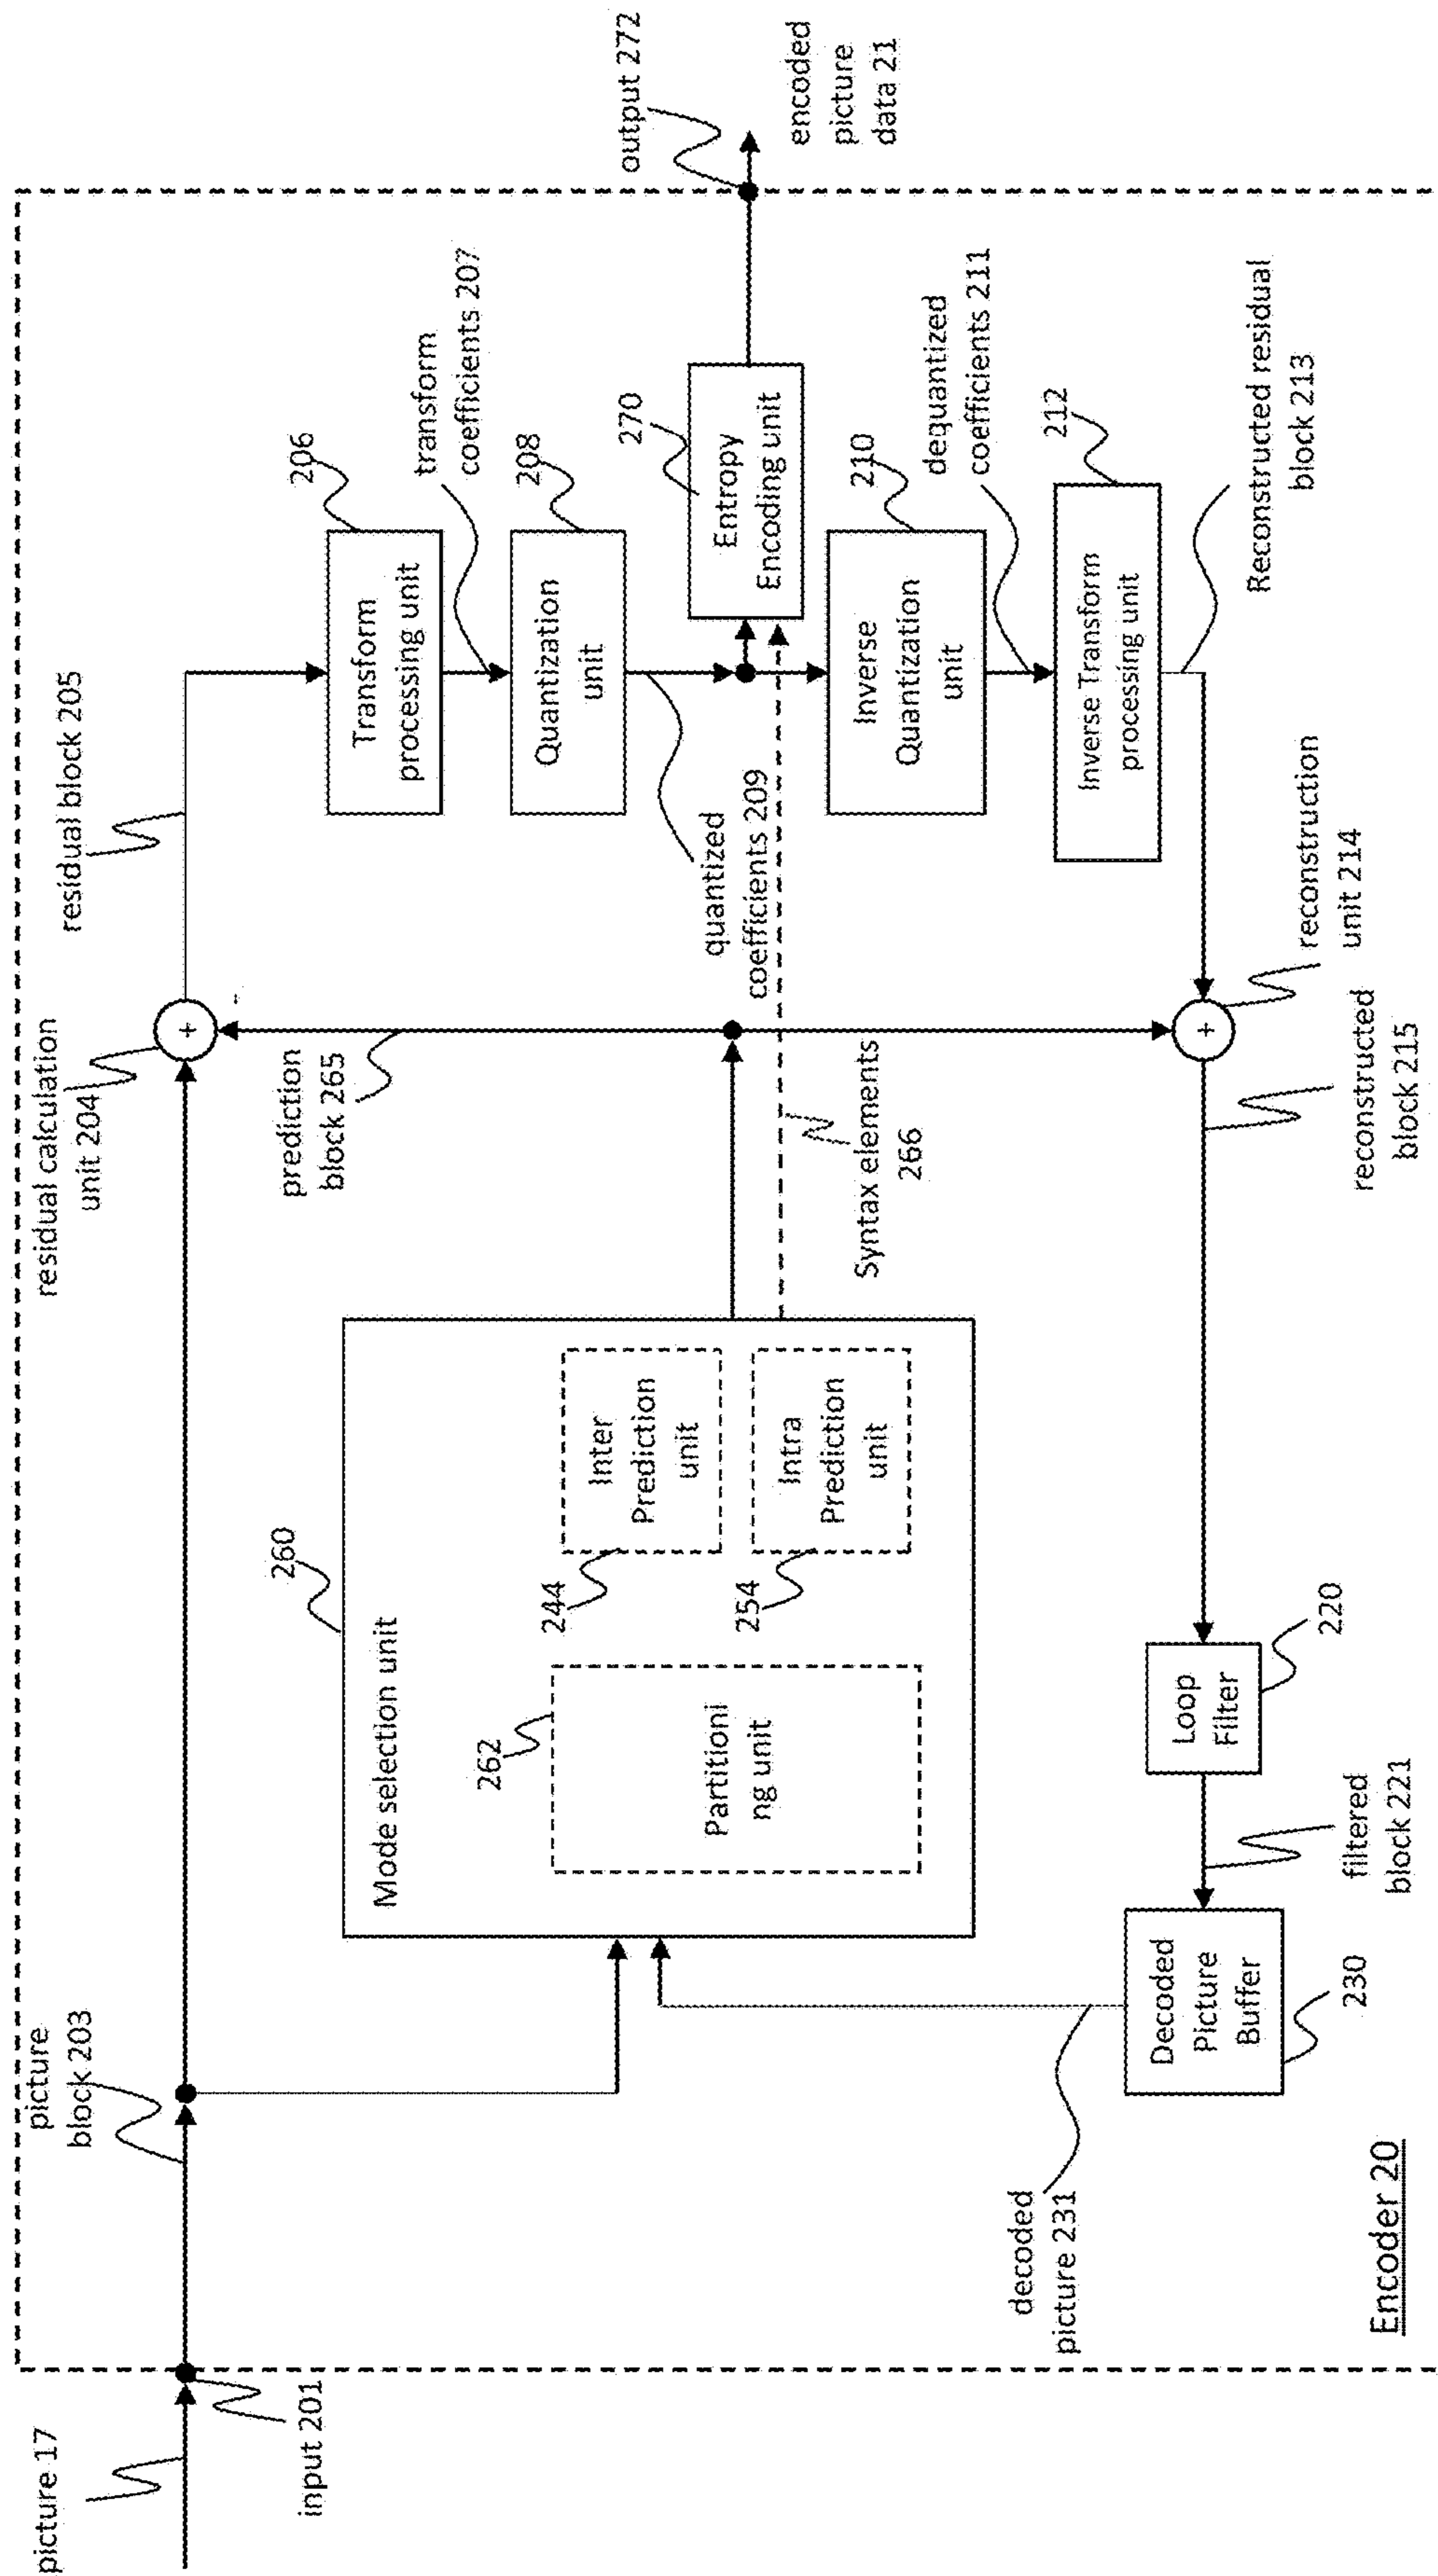 picture 17
input 201
picture
block 203
residual calculation
unit 204
+
-
residual block 205
206
Transform
processing unit
transform
coefficients 207
208
Quantization
unit
quantized
coefficients 209
270
Entropy
Encoding unit
output 272
encoded
picture
data 21
210
Inverse
Quantization
unit
dequantized
coefficients 211
212
Inverse Transform
processing unit
Reconstructed residual
block 213
reconstruction
unit 214
+
reconstructed
block 215
prediction
block 265
Syntax elements
266
260
Mode selection unit
262
Partitioni
ng unit
244
Inter
Prediction
unit
254
Intra
Prediction
unit
220
Loop
Filter
filtered
block 221
Decoded
Picture
Buffer
230
decoded
picture 231
Encoder 20